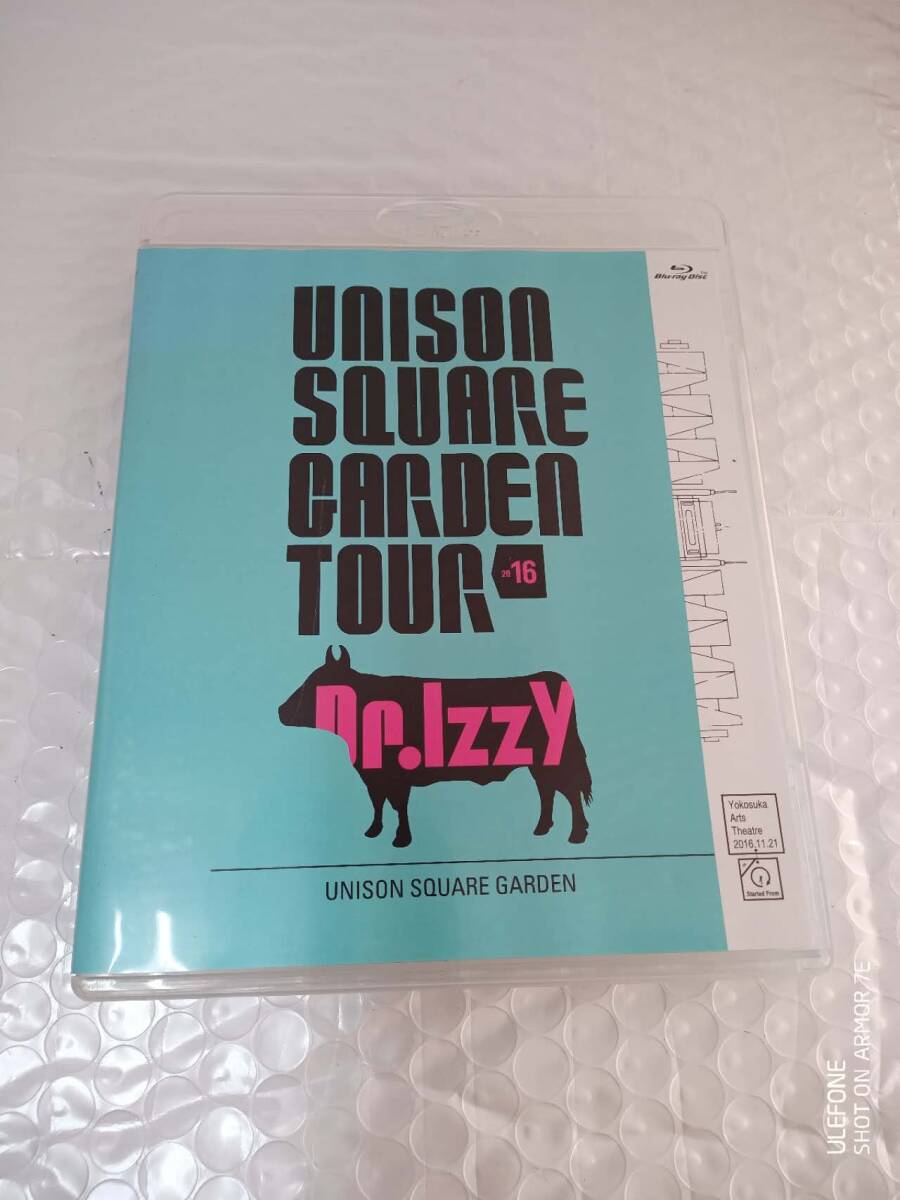 Blu-ray Disc™
UNISON
SQUARE
GARDEN
TOUR 2016
Dr.Izzy
Yokosuka
Arts
Theatre
2016.11.21
Started From
UNISON SQUARE GARDEN
ULEFONE
SHOT ON ARMOR 7E